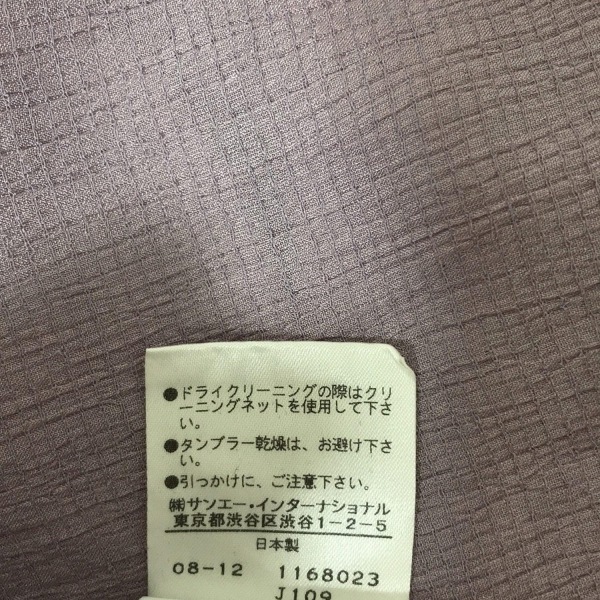 ●ドライクリーニングの際はクリ
ーニングネットを使用して下さ
い。
●タンブラー乾燥は、お避け下さ
い。
●引っかけに、ご注意下さい。
㈱サンエー・インターナショナル
東京都渋谷区渋谷1-2-5
日本製
08-12 1168023
J109